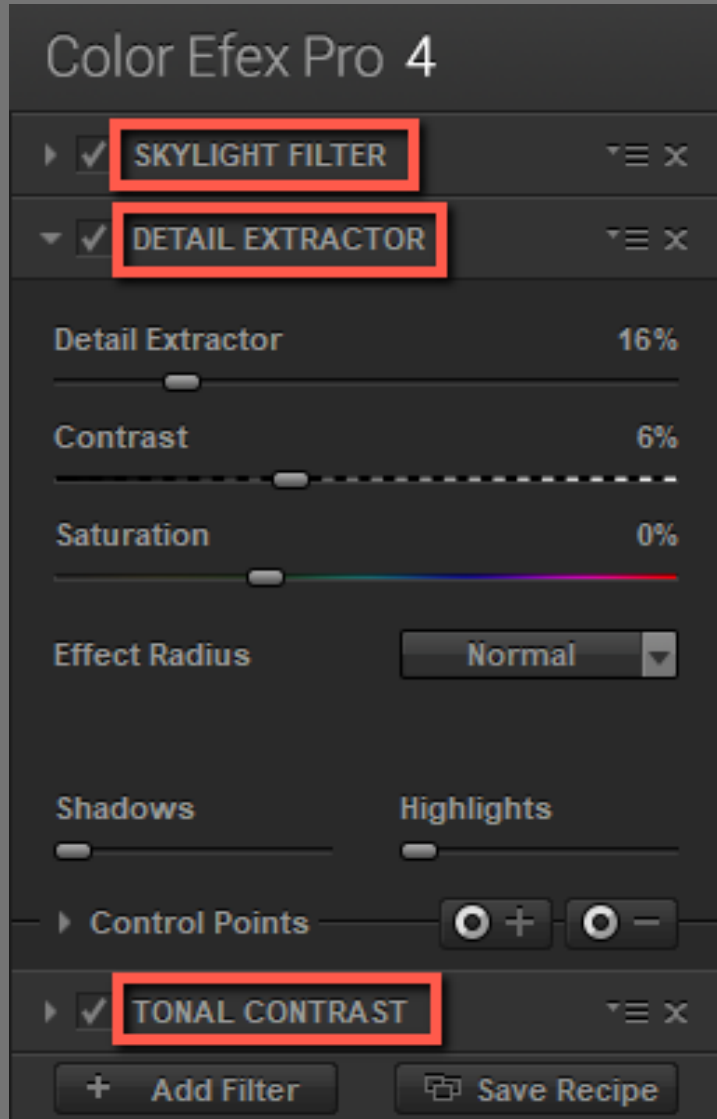 Color Efex Pro 4
SKYLIGHT FILTER
DETAIL EXTRACTOR
Detail Extractor 16%
Contrast 6%
Saturation 0%
Effect Radius Normal
Shadows Highlights
Control Points
TONAL CONTRAST
+ Add Filter Save Recipe